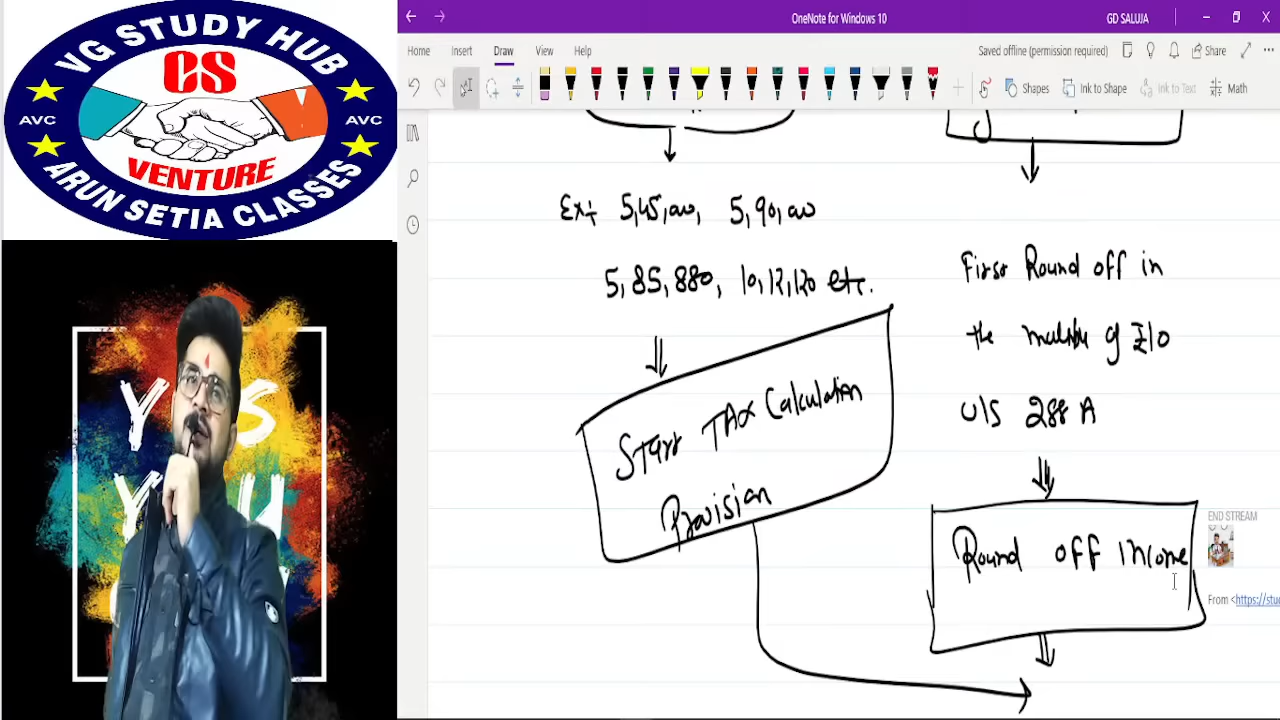 VG STUDY HUB
CS
AVC
AVC
VENTURE
ARUN SETIA CLASSES
Y S
Y U
OneNote for Windows 10
GD SALUJA
Home Insert Draw View Help
Saved offline (permission required)
Share
Shapes
Ink to Shape
Ink to Text
Math
Ex:- 5,45,000, 5,90,000
5,85,880, 10,12,120 etc.
Start TAX Calculation
Provision
First Round off in
the multiple of ₹10
U/S 288 A
Round off income
END STREAM
From <https://stu